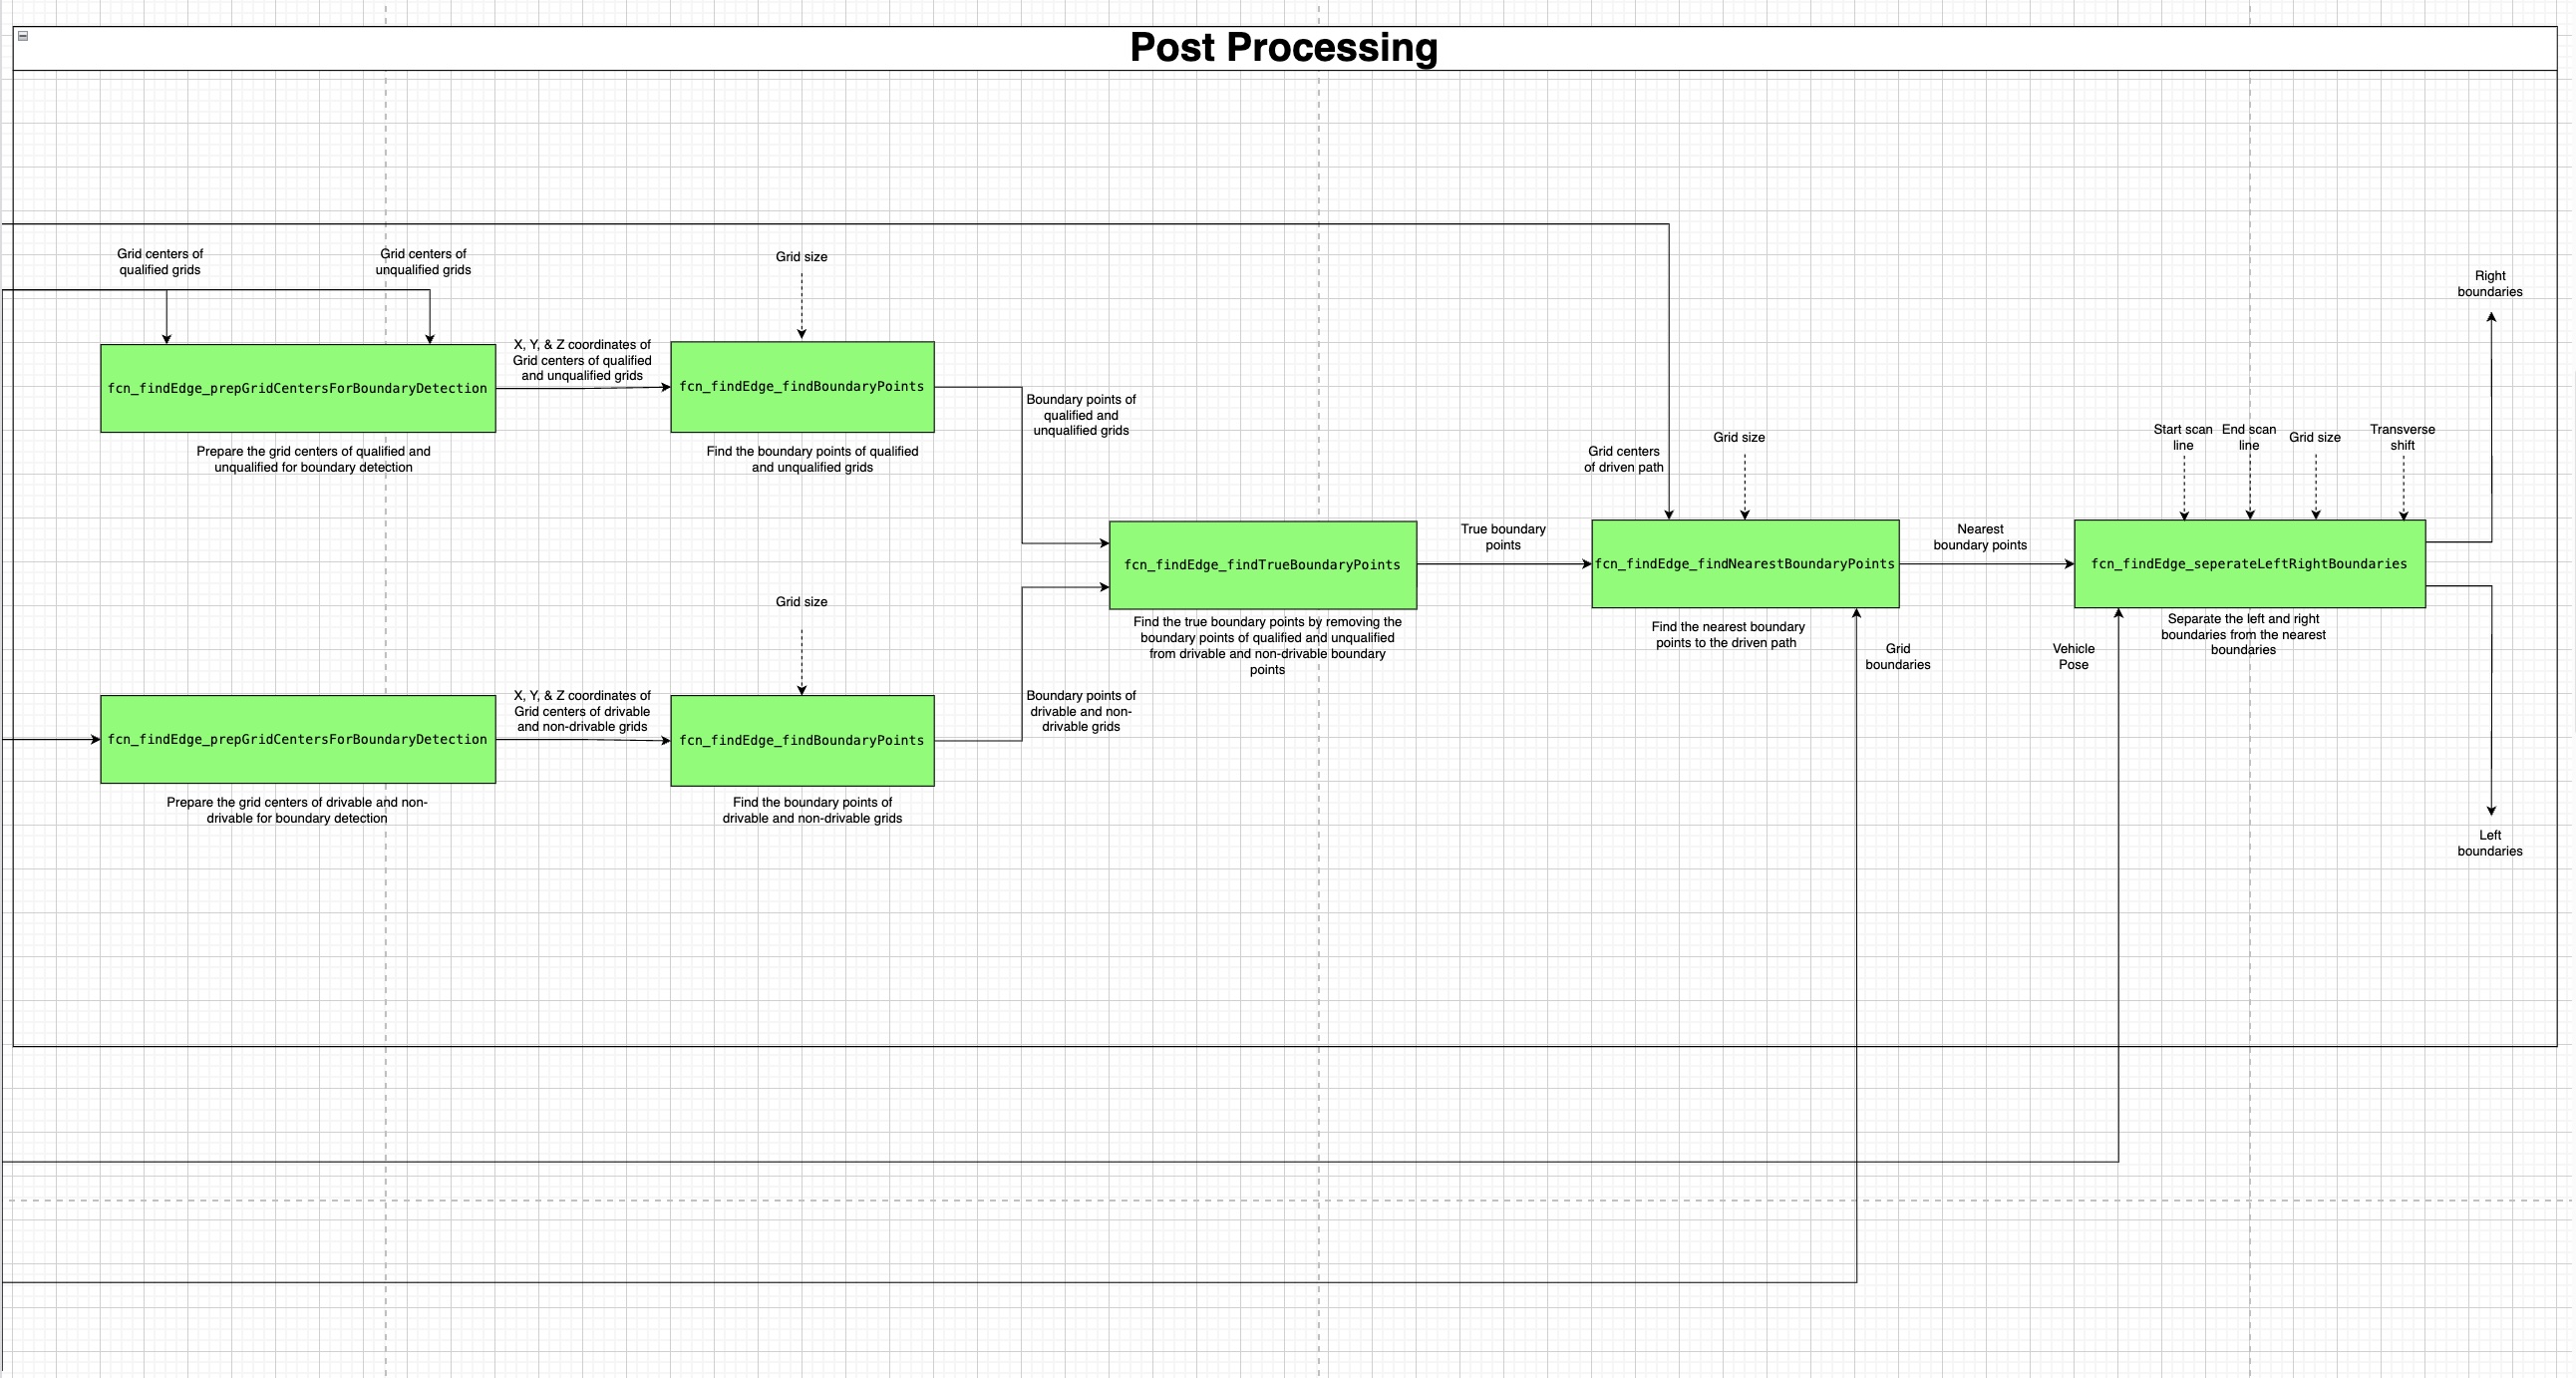 Post Processing
Grid centers of
qualified grids
Grid centers of
unqualified grids
Grid size
fcn_findEdge_prepGridCentersForBoundaryDetection
Prepare the grid centers of qualified and
unqualified for boundary detection
X, Y, & Z coordinates of
Grid centers of qualified
and unqualified grids
fcn_findEdge_findBoundaryPoints
Find the boundary points of qualified
and unqualified grids
Boundary points of
qualified and
unqualified grids
fcn_findEdge_prepGridCentersForBoundaryDetection
Prepare the grid centers of drivable and non-
drivable for boundary detection
X, Y, & Z coordinates of
Grid centers of drivable
and non-drivable grids
Grid size
fcn_findEdge_findBoundaryPoints
Find the boundary points of
drivable and non-drivable grids
Boundary points of
drivable and non-
drivable grids
fcn_findEdge_findTrueBoundaryPoints
Find the true boundary points by removing the
boundary points of qualified and unqualified
from drivable and non-drivable boundary
points
True boundary
points
Grid centers
of driven path
Grid size
fcn_findEdge_findNearestBoundaryPoints
Find the nearest boundary
points to the driven path
Grid
boundaries
Nearest
boundary points
Vehicle
Pose
Start scan
line
End scan
line
Grid size
Transverse
shift
fcn_findEdge_seperateLeftRightBoundaries
Separate the left and right
boundaries from the nearest
boundaries
Right
boundaries
Left
boundaries